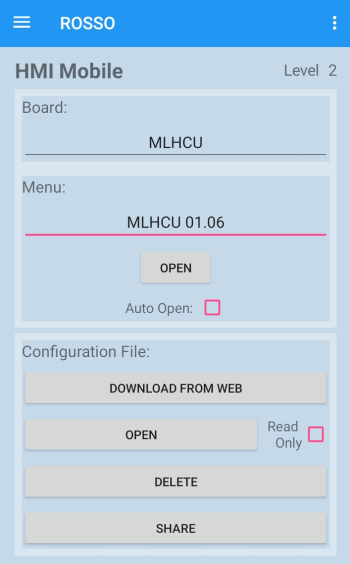 ROSSO
HMI Mobile
Level 2
Board:
MLHCU
Menu:
MLHCU 01.06
OPEN
Auto Open:
Configuration File:
DOWNLOAD FROM WEB
OPEN
Read
Only
DELETE
SHARE